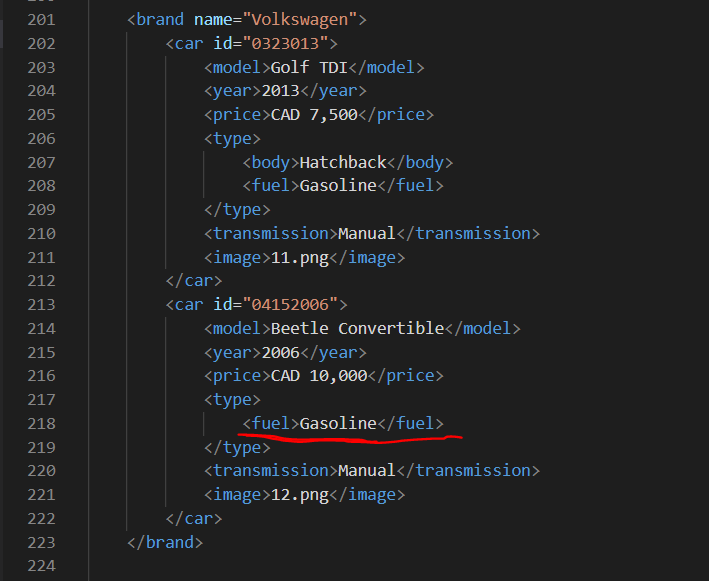 201 <brand name="Volkswagen">
202 <car id="0323013">
203 <model>Golf TDI</model>
204 <year>2013</year>
205 <price>CAD 7,500</price>
206 <type>
207 <body>Hatchback</body>
208 <fuel>Gasoline</fuel>
209 </type>
210 <transmission>Manual</transmission>
211 <image>11.png</image>
212 </car>
213 <car id="04152006">
214 <model>Beetle Convertible</model>
215 <year>2006</year>
216 <price>CAD 10,000</price>
217 <type>
218 <fuel>Gasoline</fuel>
219 </type>
220 <transmission>Manual</transmission>
221 <image>12.png</image>
222 </car>
223 </brand>
224